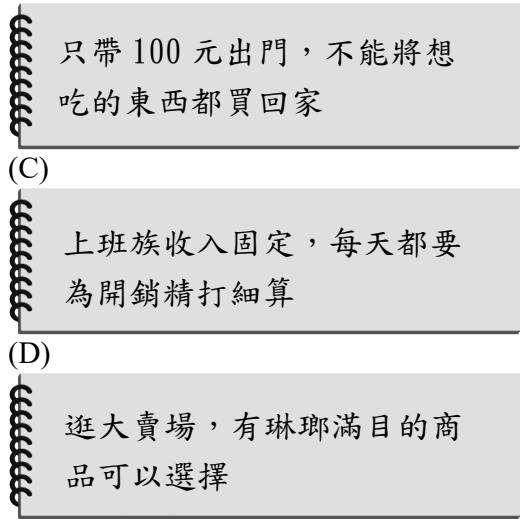 只帶 100 元出門，不能將想
吃的東西都買回家
(C)
上班族收入固定，每天都要
為開銷精打細算
(D)
逛大賣場，有琳瑯滿目的商
品可以選擇